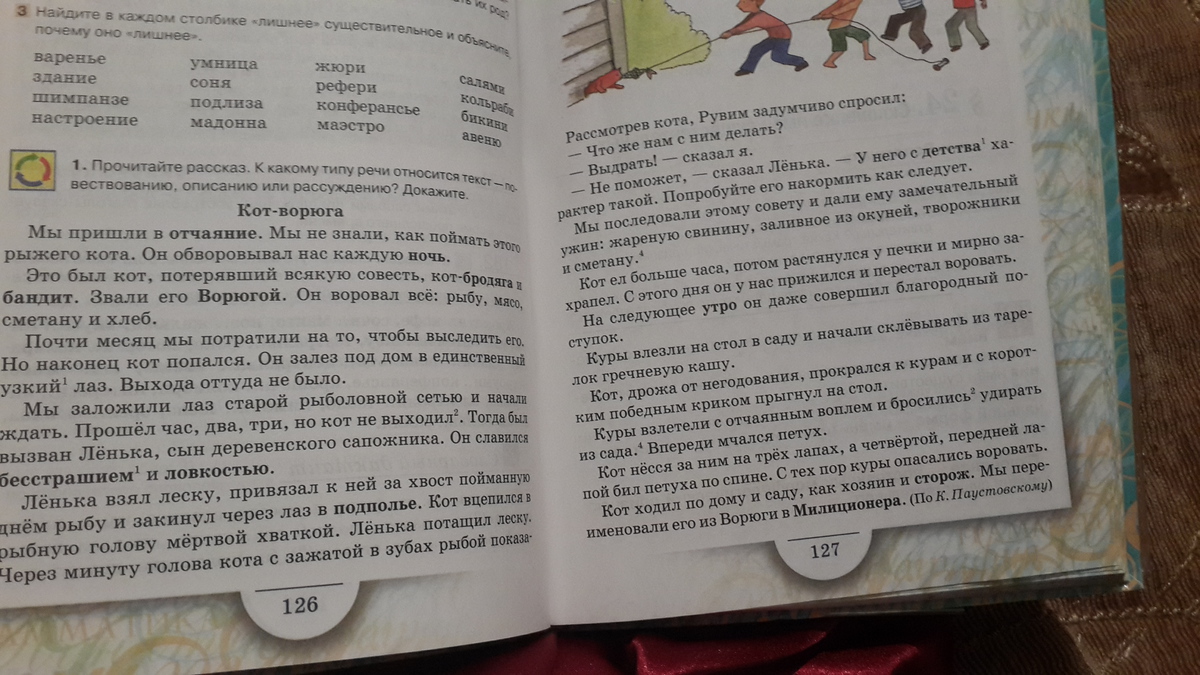 ть их род?
3 Найдите в каждом столбике «лишнее» существительное и объясните,
почему оно «лишнее».
варенье умница жюри салями
здание соня рефери кольраби
шимпанзе подлиза конферансье бикини
настроение мадонна маэстро авеню
1. Прочитайте рассказ. К какому типу речи относится текст — по-
вествованию, описанию или рассуждению? Докажите.
Кот-ворюга
Мы пришли в отчаяние. Мы не знали, как поймать этого
рыжего кота. Он обворовывал нас каждую ночь.
Это был кот, потерявший всякую совесть, кот-бродяга и
бандит. Звали его Ворюгой. Он воровал всё: рыбу, мясо,
сметану и хлеб.
Почти месяц мы потратили на то, чтобы выследить его.
Но наконец кот попался. Он залез под дом в единственный
узкий¹ лаз. Выхода оттуда не было.
Мы заложили лаз старой рыболовной сетью и начали
ждать. Прошёл час, два, три, но кот не выходил². Тогда был
вызван Лёнька, сын деревенского сапожника. Он славился
бесстрашием¹ и ловкостью.
Лёнька взял леску, привязал к ней за хвост пойманную
днём рыбу и закинул через лаз в подполье. Кот вцепился в
рыбную голову мёртвой хваткой. Лёнька потащил леску.
Через минуту голова кота с зажатой в зубах рыбой показа-
126
Рассмотрев кота, Рувим задумчиво спросил:
— Что же нам с ним делать?
— Выдрать! — сказал я.
— Не поможет, — сказал Лёнька. — У него с детства¹ ха-
рактер такой. Попробуйте его накормить как следует.
Мы последовали этому совету и дали ему замечательный
ужин: жареную свинину, заливное из окуней, творожники
и сметану.⁴
Кот ел больше часа, потом растянулся у печки и мирно за-
храпел. С этого дня он у нас прижился и перестал воровать.
На следующее утро он даже совершил благородный по-
ступок.
Куры влезли на стол в саду и начали склёвывать из таре-
лок гречневую кашу.
Кот, дрожа от негодования, прокрался к курам и с корот-
ким победным криком прыгнул на стол.
Куры взлетели с отчаянным воплем и бросились² удирать
из сада.⁴ Впереди мчался петух.
Кот нёсся за ним на трёх лапах, а четвёртой, передней ла-
пой бил петуха по спине. С тех пор куры опасались воровать.
Кот ходил по дому и саду, как хозяин и сторож. Мы пере-
именовали его из Ворюги в Милиционера. (По К. Паустовскому)
127